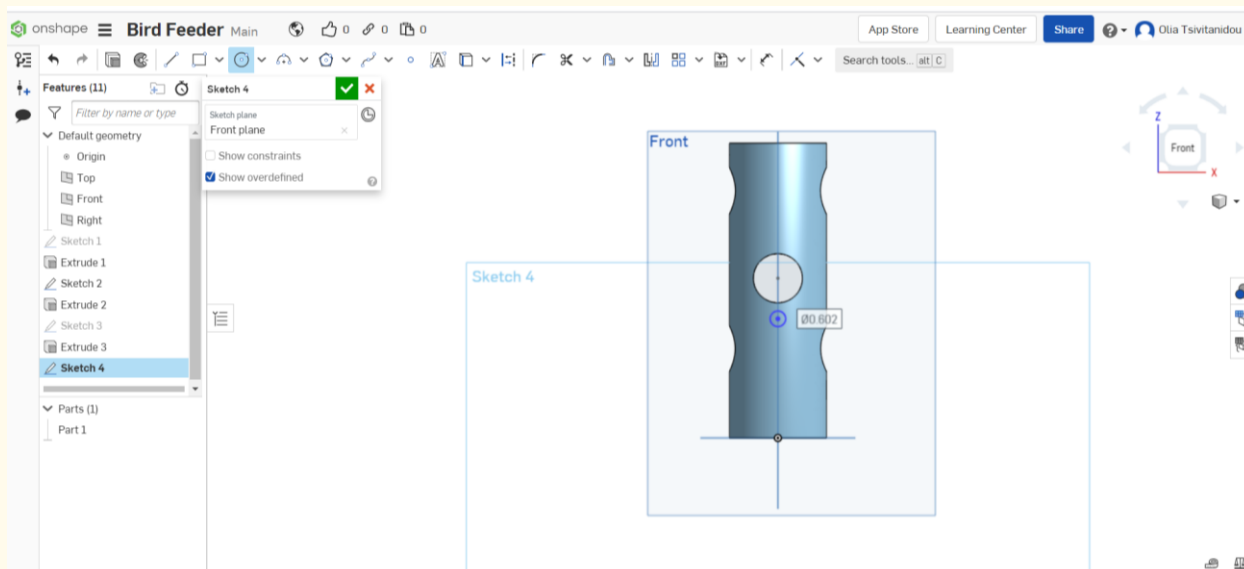 onshape Bird Feeder Main 0 0 0 App Store Learning Center Share Olia Tsivitanidou
Search tools... alt C
Features (11)
Filter by name or type
Default geometry
Origin
Top
Front
Right
Sketch 1
Extrude 1
Sketch 2
Extrude 2
Sketch 3
Extrude 3
Sketch 4
Parts (1)
Part 1
Sketch 4
Sketch plane
Front plane
Show constraints
Show overdefined
Front
Sketch 4
Ø0.602
Z
Front
X